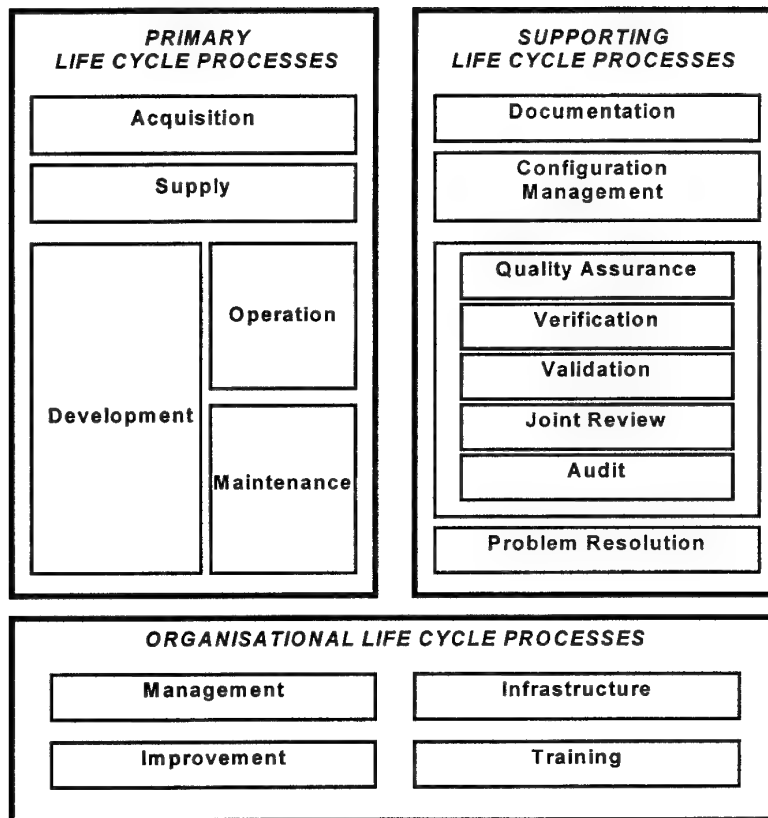 PRIMARY
LIFE CYCLE PROCESSES
Acquisition
Supply
Development
Operation
Maintenance
SUPPORTING
LIFE CYCLE PROCESSES
Documentation
Configuration
Management
Quality Assurance
Verification
Validation
Joint Review
Audit
Problem Resolution
ORGANISATIONAL LIFE CYCLE PROCESSES
Management
Infrastructure
Improvement
Training